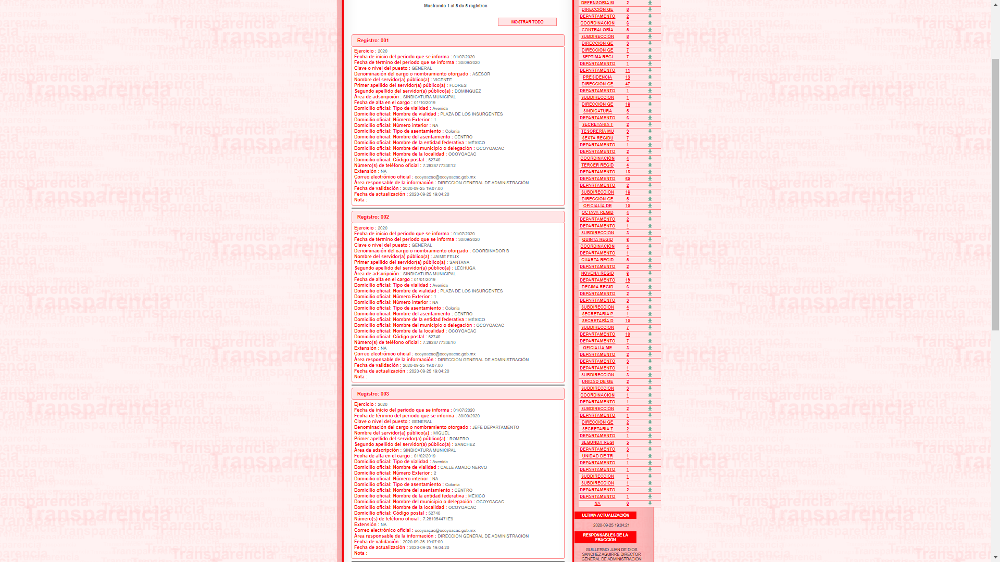 Mostrando 1 al 5 de 5 registros
MOSTRAR TODO
Registro: 001
Ejercicio : 2020
Fecha de inicio del periodo que se informa : 01/07/2020
Fecha de término del periodo que se informa : 30/09/2020
Clave o nivel del puesto : GENERAL
Denominación del cargo o nombramiento otorgado : ASESOR
Nombre del servidor(a) público(a) : VICENTE
Primer apellido del servidor(a) público(a) : FLORES
Segundo apellido del servidor(a) público(a) : DOMINGUEZ
Área de adscripción : SINDICATURA MUNICIPAL
Fecha de alta en el cargo : 01/10/2019
Domicilio oficial: Tipo de vialidad : Avenida
Domicilio oficial: Nombre de vialidad : PLAZA DE LOS INSURGENTES
Domicilio oficial: Número Exterior : 1
Domicilio oficial: Número interior : NA
Domicilio oficial: Tipo de asentamiento : Colonia
Domicilio oficial: Nombre del asentamiento : CENTRO
Domicilio oficial: Nombre de la entidad federativa : MÉXICO
Domicilio oficial: Nombre del municipio o delegación : OCOYOACAC
Domicilio oficial: Nombre de la localidad : OCOYOACAC
Domicilio oficial: Código postal : 52740
Número(s) de teléfono oficial : 7.282877733E12
Extensión : NA
Correo electrónico oficial : ocoyoacac@ocoyoacac.gob.mx
Área responsable de la información : DIRECCIÓN GENERAL DE ADMINISTRACIÓN
Fecha de validación : 2020-09-25 19:07:00
Fecha de actualización : 2020-09-25 19:04:20
Nota :
Registro: 002
Ejercicio : 2020
Fecha de inicio del periodo que se informa : 01/07/2020
Fecha de término del periodo que se informa : 30/09/2020
Clave o nivel del puesto : GENERAL
Denominación del cargo o nombramiento otorgado : COORDINADOR B
Nombre del servidor(a) público(a) : JAIME FELIX
Primer apellido del servidor(a) público(a) : SANTANA
Segundo apellido del servidor(a) público(a) : LECHUGA
Área de adscripción : SINDICATURA MUNICIPAL
Fecha de alta en el cargo : 01/01/2019
Domicilio oficial: Tipo de vialidad : Avenida
Domicilio oficial: Nombre de vialidad : PLAZA DE LOS INSURGENTES
Domicilio oficial: Número Exterior : 1
Domicilio oficial: Número interior : NA
Domicilio oficial: Tipo de asentamiento : Colonia
Domicilio oficial: Nombre del asentamiento : CENTRO
Domicilio oficial: Nombre de la entidad federativa : MÉXICO
Domicilio oficial: Nombre del municipio o delegación : OCOYOACAC
Domicilio oficial: Nombre de la localidad : OCOYOACAC
Domicilio oficial: Código postal : 52740
Número(s) de teléfono oficial : 7.282877733E10
Extensión : NA
Correo electrónico oficial : ocoyoacac@ocoyoacac.gob.mx
Área responsable de la información : DIRECCIÓN GENERAL DE ADMINISTRACIÓN
Fecha de validación : 2020-09-25 19:07:00
Fecha de actualización : 2020-09-25 19:04:20
Nota :
Registro: 003
Ejercicio : 2020
Fecha de inicio del periodo que se informa : 01/07/2020
Fecha de término del periodo que se informa : 30/09/2020
Clave o nivel del puesto : GENERAL
Denominación del cargo o nombramiento otorgado : JEFE DEPARTAMENTO
Nombre del servidor(a) público(a) : MIGUEL
Primer apellido del servidor(a) público(a) : ROMERO
Segundo apellido del servidor(a) público(a) : SANCHEZ
Área de adscripción : SINDICATURA MUNICIPAL
Fecha de alta en el cargo : 01/02/2019
Domicilio oficial: Tipo de vialidad : Avenida
Domicilio oficial: Nombre de vialidad : CALLE AMADO NERVO
Domicilio oficial: Número Exterior : 2
Domicilio oficial: Número interior : NA
Domicilio oficial: Tipo de asentamiento : Colonia
Domicilio oficial: Nombre del asentamiento : CENTRO
Domicilio oficial: Nombre de la entidad federativa : MÉXICO
Domicilio oficial: Nombre del municipio o delegación : OCOYOACAC
Domicilio oficial: Nombre de la localidad : OCOYOACAC
Domicilio oficial: Código postal : 52740
Número(s) de teléfono oficial : 7.281054471E9
Extensión : NA
Correo electrónico oficial : ocoyoacac@ocoyoacac.gob.mx
Área responsable de la información : DIRECCIÓN GENERAL DE ADMINISTRACIÓN
Fecha de validación : 2020-09-25 19:07:00
Fecha de actualización : 2020-09-25 19:04:20
Nota :
DEFENSORIA M 2
DIRECCIÓN GE 8
DEPARTAMENTO 2
COORDINACIÓN 6
CONTRALORÍA 5
SUBDIRECCIÓN 8
DIRECCIÓN GE 3
DIRECCIÓN GE 7
SEPTIMA REGI 7
DEPARTAMENTO 1
DEPARTAMENTO 11
PRESIDENCIA 13
DIRECCIÓN GE 47
DEPARTAMENTO 1
SUBDIRECCION 1
DIRECCIÓN GE 16
SINDICATURA 5
DEPARTAMENTO 6
SECRETARIA T 2
TESORERÍA MU 9
SEXTA REGIDU 7
DEPARTAMENTO 1
DEPARTAMENTO 2
COORDINACIÓN 4
TERCER REGID 4
DEPARTAMENTO 18
DEPARTAMENTO 69
DEPARTAMENTO 2
SUBDIRECCIÓN 16
DIRECCIÓN GE 5
OFICIALÍA DE 10
OCTAVA REGID 4
DEPARTAMENTO 2
DEPARTAMENTO 1
SUBDIRECCIÓN 3
QUINTA REGID 6
COORDINACIÓN 4
DEPARTAMENTO 1
CUARTA REGID 5
DEPARTAMENTO 2
NOVENA REGID 6
DEPARTAMENTO 19
DÉCIMA REGID 6
DEPARTAMENTO 2
DEPARTAMENTO 3
SUBDIRECCIÓN 4
SECRETARÍA P 1
SECRETARÍA D 10
SUBDIRECCION 7
DEPARTAMENTO 10
DEPARTAMENTO 7
OFICIALÍA ME 3
DEPARTAMENTO 2
DEPARTAMENTO 3
DEPARTAMENTO 1
SUBDIRECCIÓN 3
UNIDAD DE GE 2
SUBDIRECCION 3
COORDINACIÓN 1
DEPARTAMENTO 1
SUBDIRECCIÓN 2
DEPARTAMENTO 1
DIRECCIÓN GE 2
SECRETARÍA T 2
DEPARTAMENTO 1
SEGUNDA REGI 5
DEPARTAMENTO 3
UNIDAD DE TR 1
DEPARTAMENTO 1
DEPARTAMENTO 1
SUBDIRECCION 1
SUBDIRECCION 1
DEPARTAMENTO 2
DEPARTAMENTO 1
NA 0
ULTIMA ACTUALIZACIÓN
2020-09-25 19:04:21
RESPONSABLES DE LA
FRACCIÓN
GUILLERMO JUAN DE DIOS
SANCHEZ AGUIRRE DIRECTOR
GENERAL DE ADMINISTRACIÓN